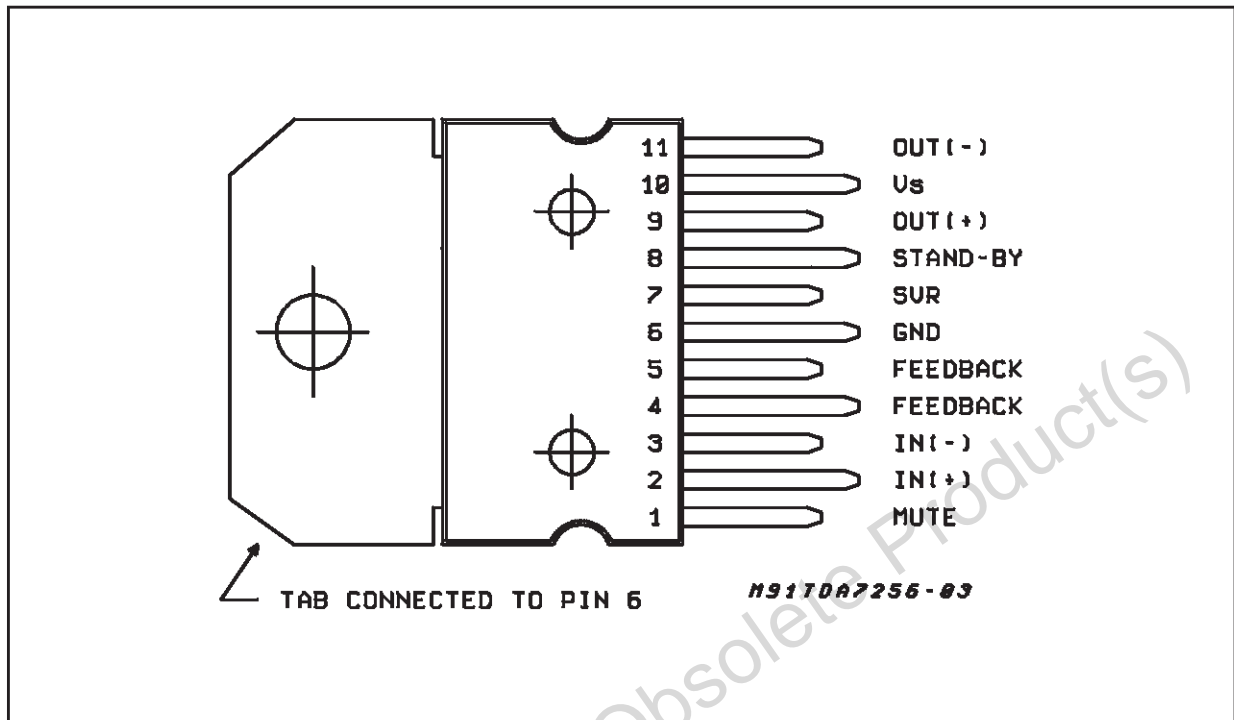 11 OUT(-)
10 Vs
9 OUT(+)
8 STAND-BY
7 SVR
6 GND
5 FEEDBACK
4 FEEDBACK
3 IN(-)
2 IN(+)
1 MUTE
TAB CONNECTED TO PIN 6
M91TDA7256-03
Obsolete Product(s)